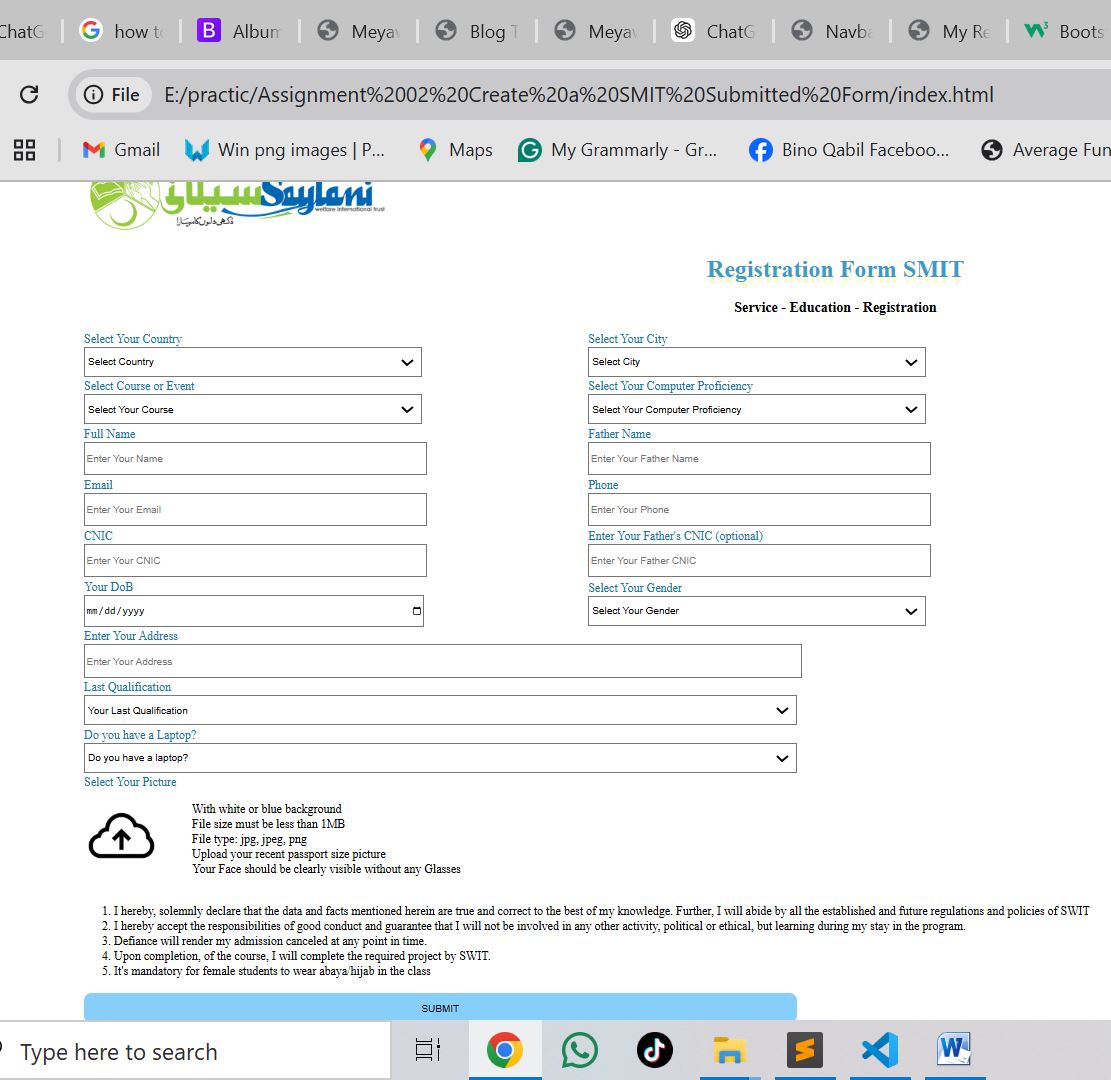 ChatG
how to
B Album
Meyav
Blog T
Meyav
ChatG
Navba
My Re
Boots
File E:/practic/Assignment%2002%20Create%20a%20SMIT%20Submitted%20Form/index.html
Gmail
Win png images | P...
Maps
My Grammarly - Gr...
Bino Qabil Faceboo...
Average Fun
سیلانی Saylani
welfare international trust
Registration Form SMIT
Service - Education - Registration
Select Your Country
Select Your City
Select Country
Select City
Select Course or Event
Select Your Computer Proficiency
Select Your Course
Select Your Computer Proficiency
Full Name
Father Name
Enter Your Name
Enter Your Father Name
Email
Phone
Enter Your Email
Enter Your Phone
CNIC
Enter Your Father's CNIC (optional)
Enter Your CNIC
Enter Your Father CNIC
Your DoB
Select Your Gender
mm/dd/yyyy
Select Your Gender
Enter Your Address
Enter Your Address
Last Qualification
Your Last Qualification
Do you have a Laptop?
Do you have a laptop?
Select Your Picture
With white or blue background
File size must be less than 1MB
File type: jpg, jpeg, png
Upload your recent passport size picture
Your Face should be clearly visible without any Glasses
1. I hereby, solemnly declare that the data and facts mentioned herein are true and correct to the best of my knowledge. Further, I will abide by all the established and future regulations and policies of SWIT
2. I hereby accept the responsibilities of good conduct and guarantee that I will not be involved in any other activity, political or ethical, but learning during my stay in the program.
3. Defiance will render my admission canceled at any point in time.
4. Upon completion, of the course, I will complete the required project by SWIT.
5. It's mandatory for female students to wear abaya/hijab in the class
SUBMIT
Type here to search